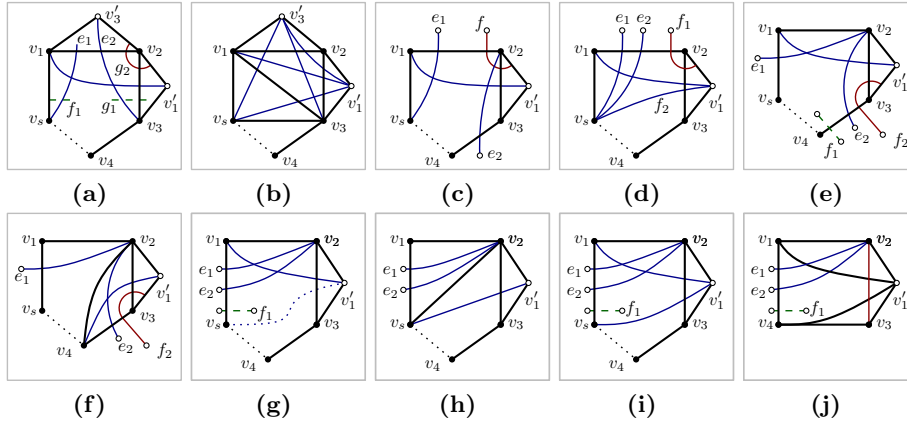 v′₃
e₁ e₂
v₁ v₂
g₂
v′₁
f₁ g₁
vₛ v₃
v₄
(a)
v′₃
v₁ v₂
v′₁
vₛ v₃
v₄
(b)
e₁ f
v₁ v₂
v′₁
vₛ v₃
v₄ e₂
(c)
e₁ e₂ f₁
v₁ v₂
f₂ v′₁
vₛ v₃
v₄
(d)
v₁ v₂
e₁
v′₁
vₛ v₃
v₄ f₁ e₂ f₂
(e)
v₁ v₂
e₁
v′₁
vₛ v₃
v₄ e₂ f₂
(f)
v₁ v₂
e₁
e₂
v′₁
f₁
vₛ v₃
v₄
(g)
v₁ v₂
e₁
e₂
v′₁
vₛ v₃
v₄
(h)
v₁ v₂
e₁
e₂
v′₁
f₁
vₛ v₃
v₄
(i)
v₁ v₂
e₁
e₂
v′₁
f₁
v₄ v₃
(j)